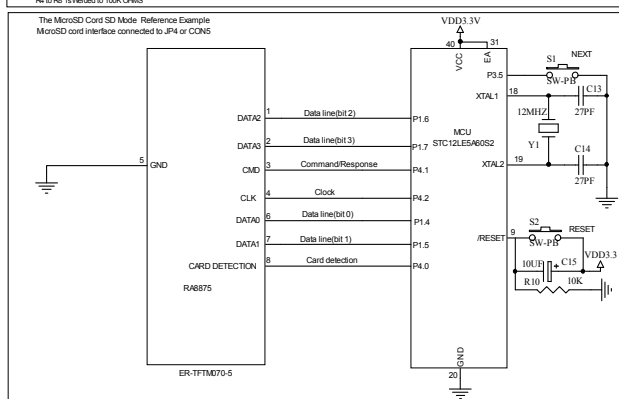 R4 to R8 is welded to 100K OHMS
The MicroSD Cord SD Mode Reference Example
MicroSD cord interface connected to JP4 or CON5
VDD3.3V
40
31
VCC
EA
S1
NEXT
P3.5
SW-PB
XTAL1
18
C13
12MHZ
27PF
1
DATA2
Data line(bit 2)
P1.6
MCU
STC12LE5A60S2
2
DATA3
Data line(bit 3)
P1.7
Y1
C14
5
GND
3
CMD
Command/Response
P4.1
XTAL2
19
27PF
4
CLK
Clock
P4.2
6
DATA0
Data line(bit 0)
P1.4
S2
RESET
7
DATA1
Data line(bit 1)
P1.5
/RESET
9
SW-PB
8
CARD DETECTION
Card detection
P4.0
10UF
+
C15
VDD3.3
R10
10K
RA8875
GND
20
ER-TFTM070-5